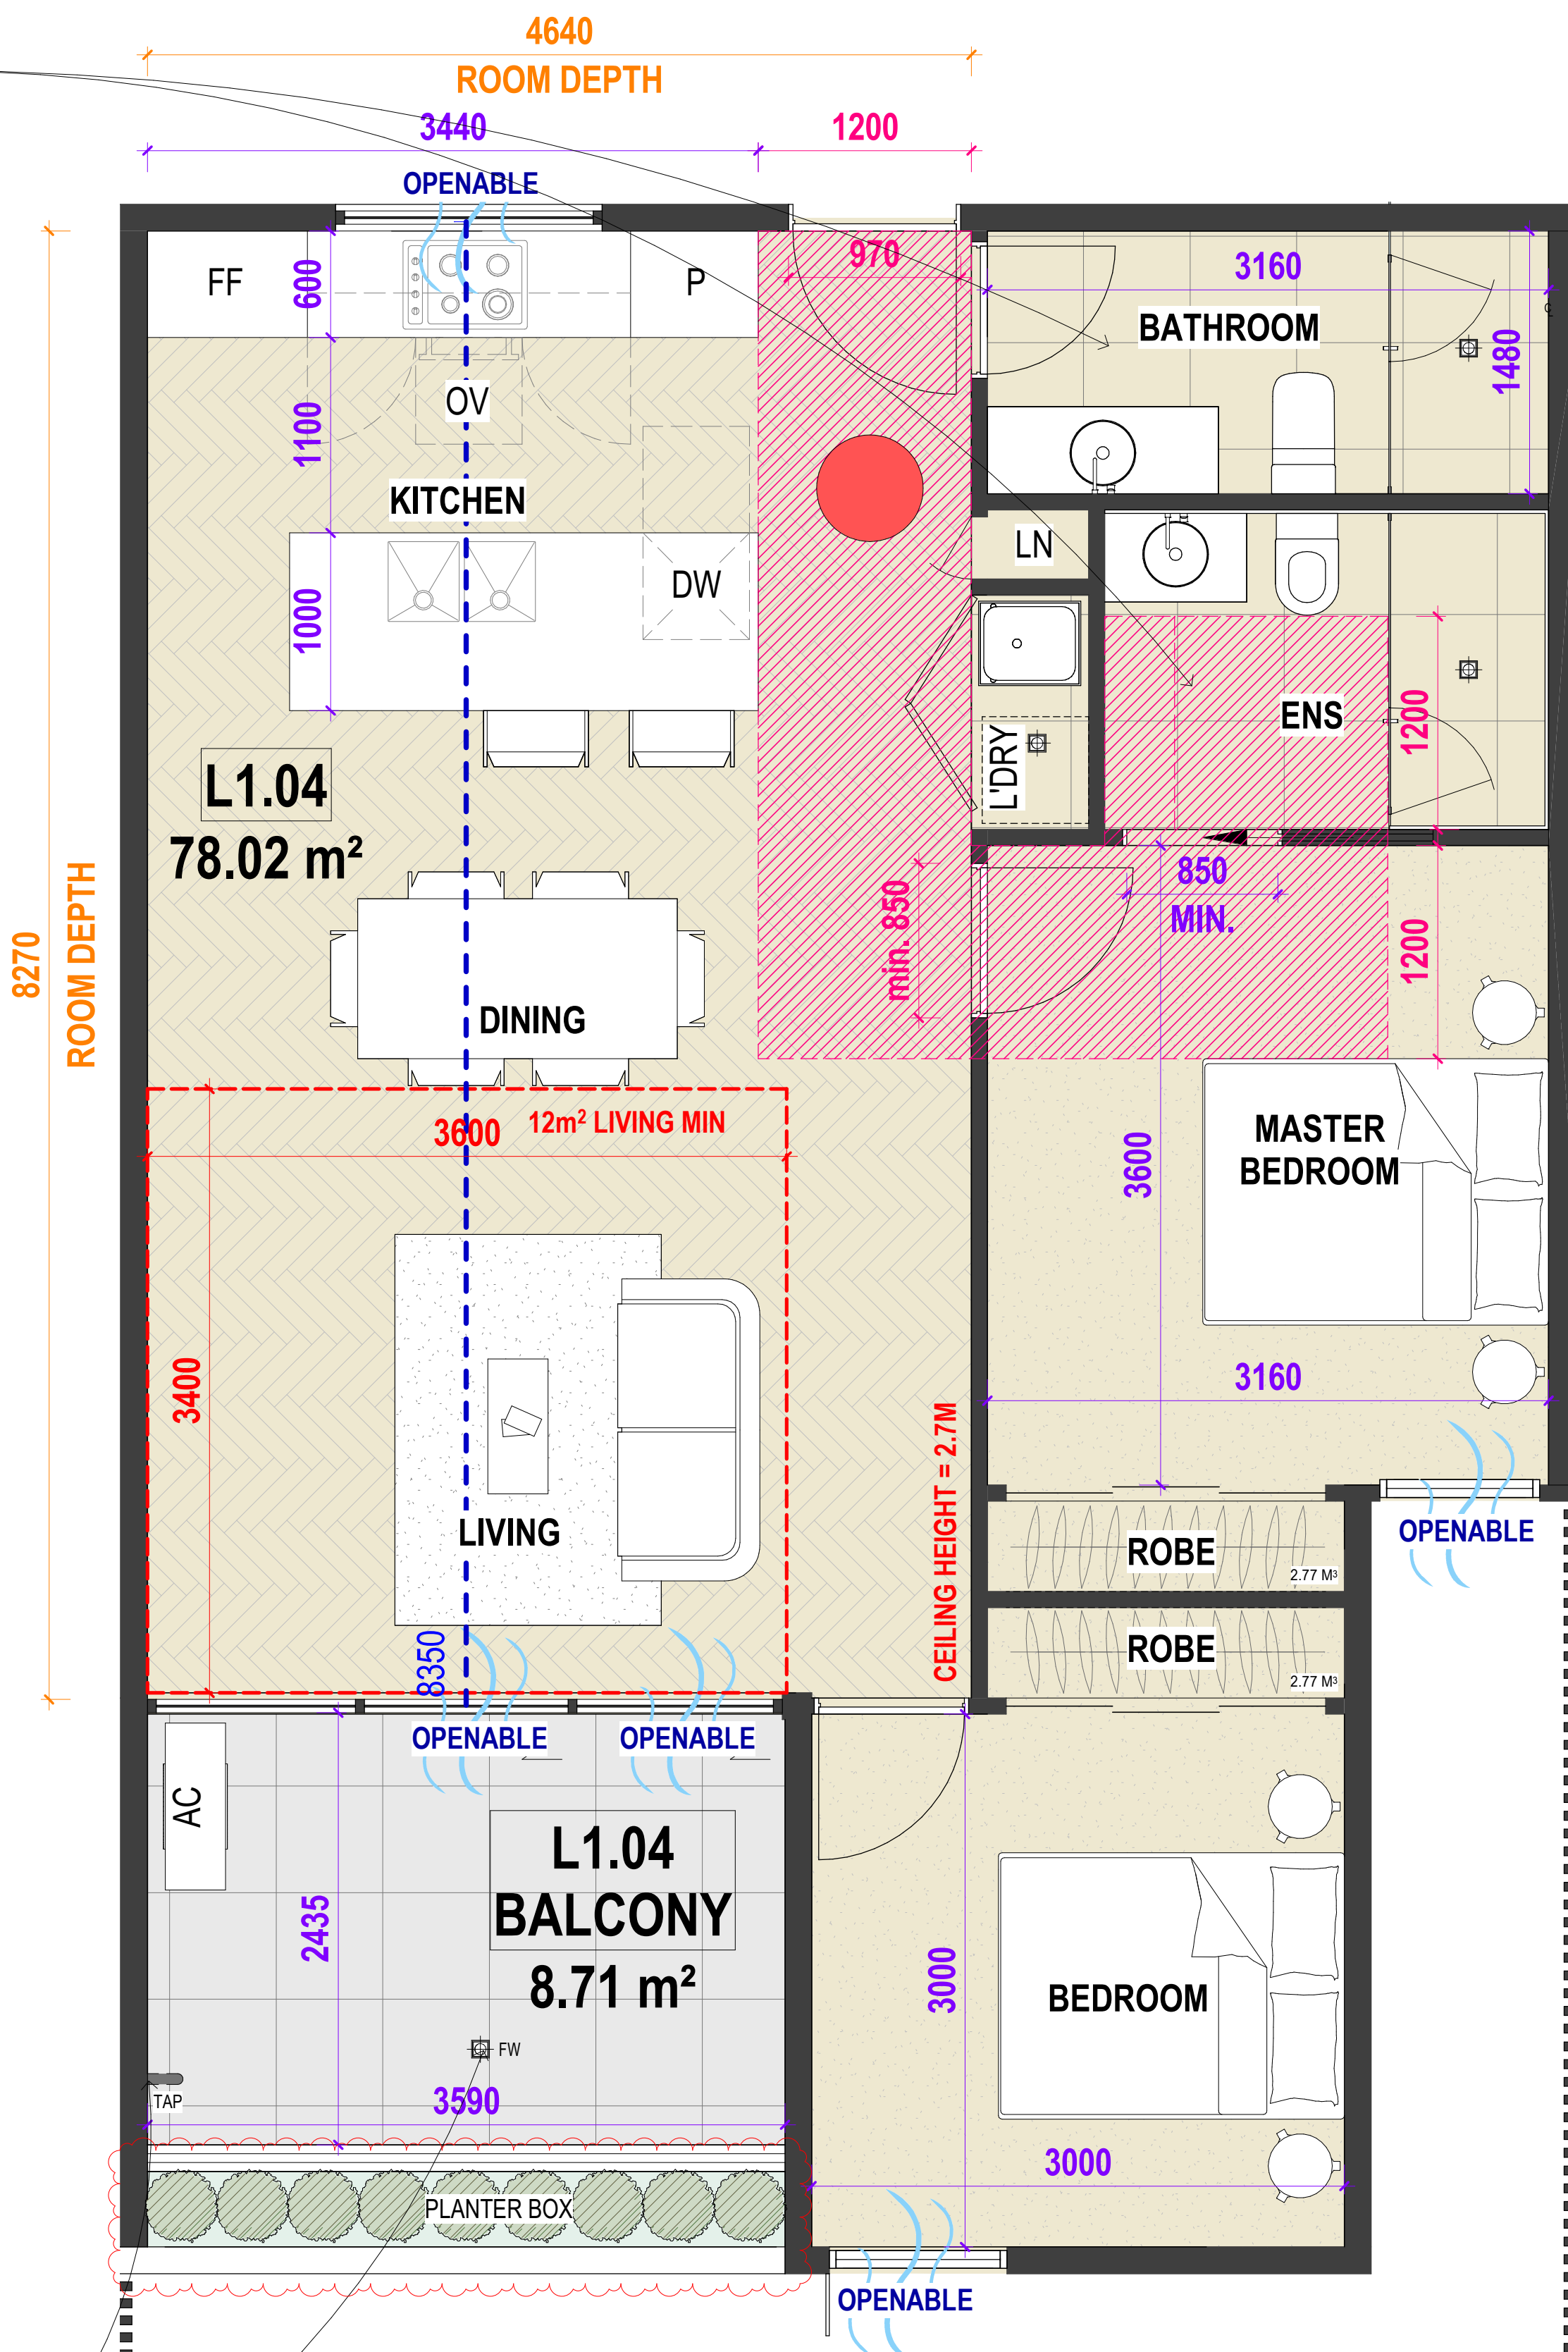 4640
ROOM DEPTH
3440
1200
OPENABLE
FF
600
P
970
3160
BATHROOM
1480
OV
1100
KITCHEN
LN
DW
1000
ENS
1200
L'DRY
L1.04
78.02 m²
850
MIN.
min. 850
1200
8270
ROOM DEPTH
DINING
3600
12m² LIVING MIN
3600
MASTER
BEDROOM
3400
3160
CEILING HEIGHT = 2.7M
LIVING
OPENABLE
ROBE
2.77 M³
ROBE
2.77 M³
8350
OPENABLE
OPENABLE
AC
L1.04
BALCONY
8.71 m²
2435
3000
BEDROOM
FW
TAP
3590
3000
PLANTER BOX
OPENABLE